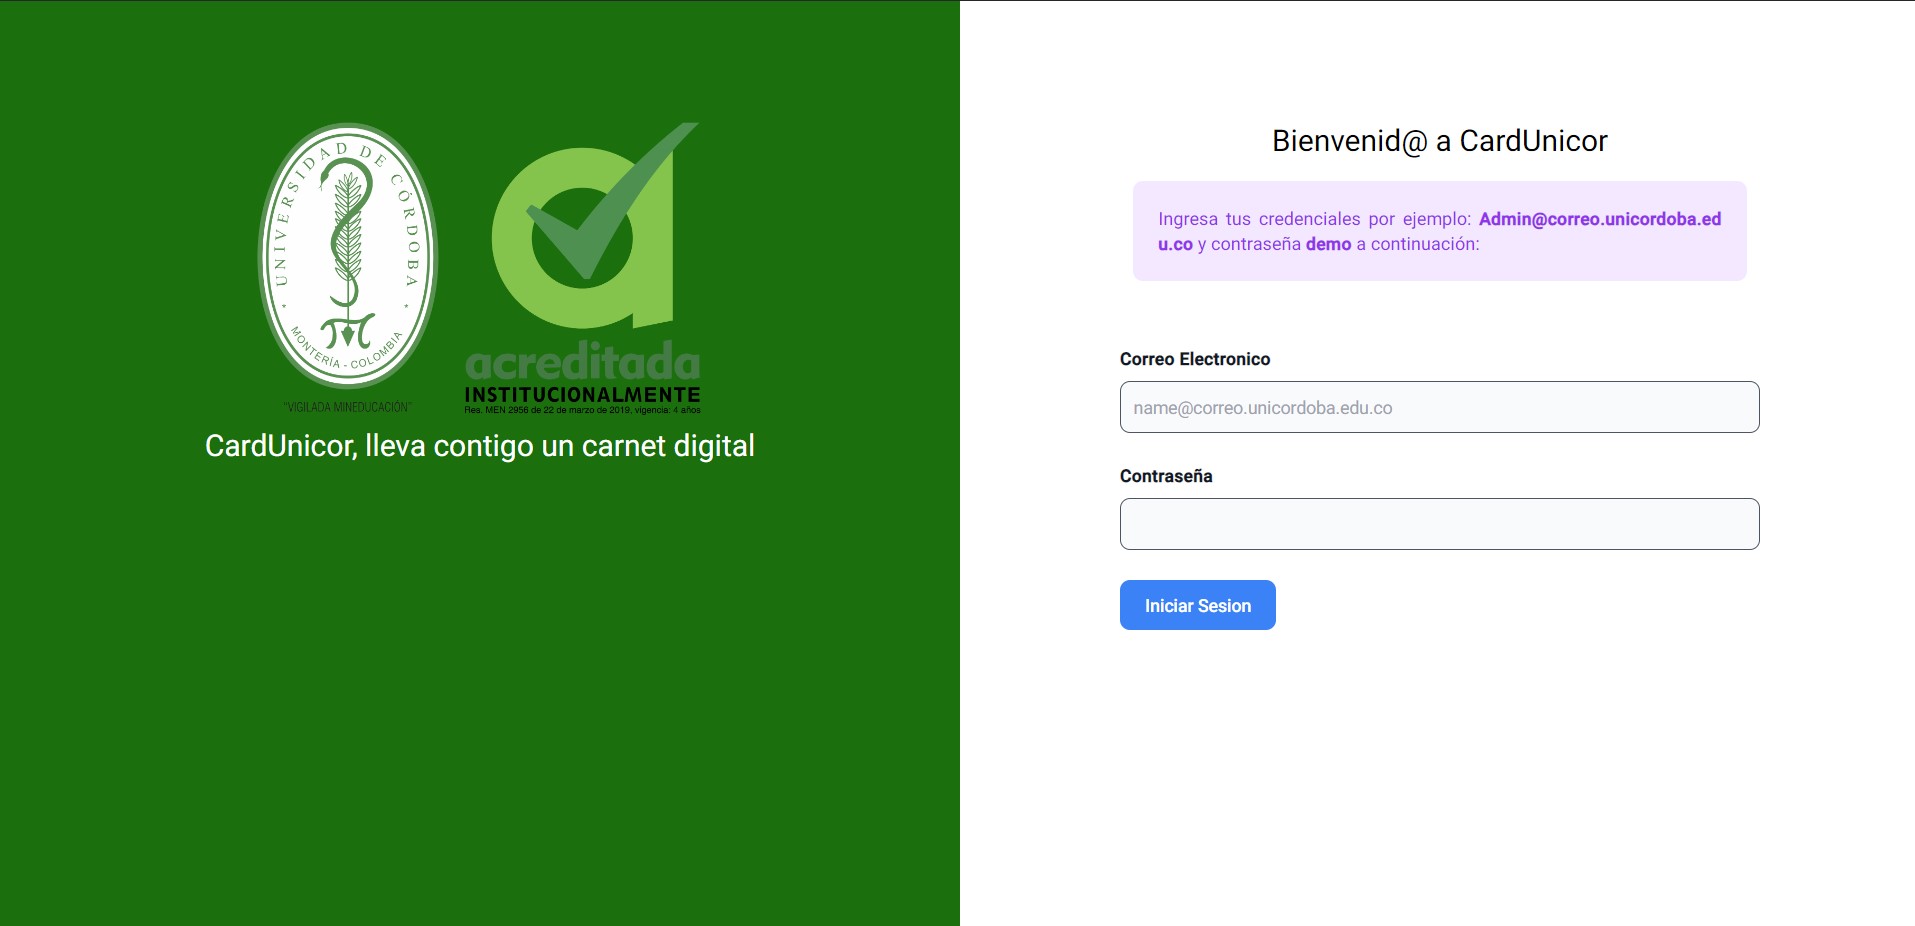 UNIVERSIDAD DE CÓRDOBA
MONTERÍA - COLOMBIA
"VIGILADA MINEDUCACIÓN"
acreditada
INSTITUCIONALMENTE
Res. MEN 2956 de 22 de marzo de 2019, vigencia: 4 años
CardUnicor, lleva contigo un carnet digital
Bienvenid@ a CardUnicor
Ingresa tus credenciales por ejemplo: Admin@correo.unicordoba.ed
u.co y contraseña demo a continuación:
Correo Electronico
name@correo.unicordoba.edu.co
Contraseña
Iniciar Sesion